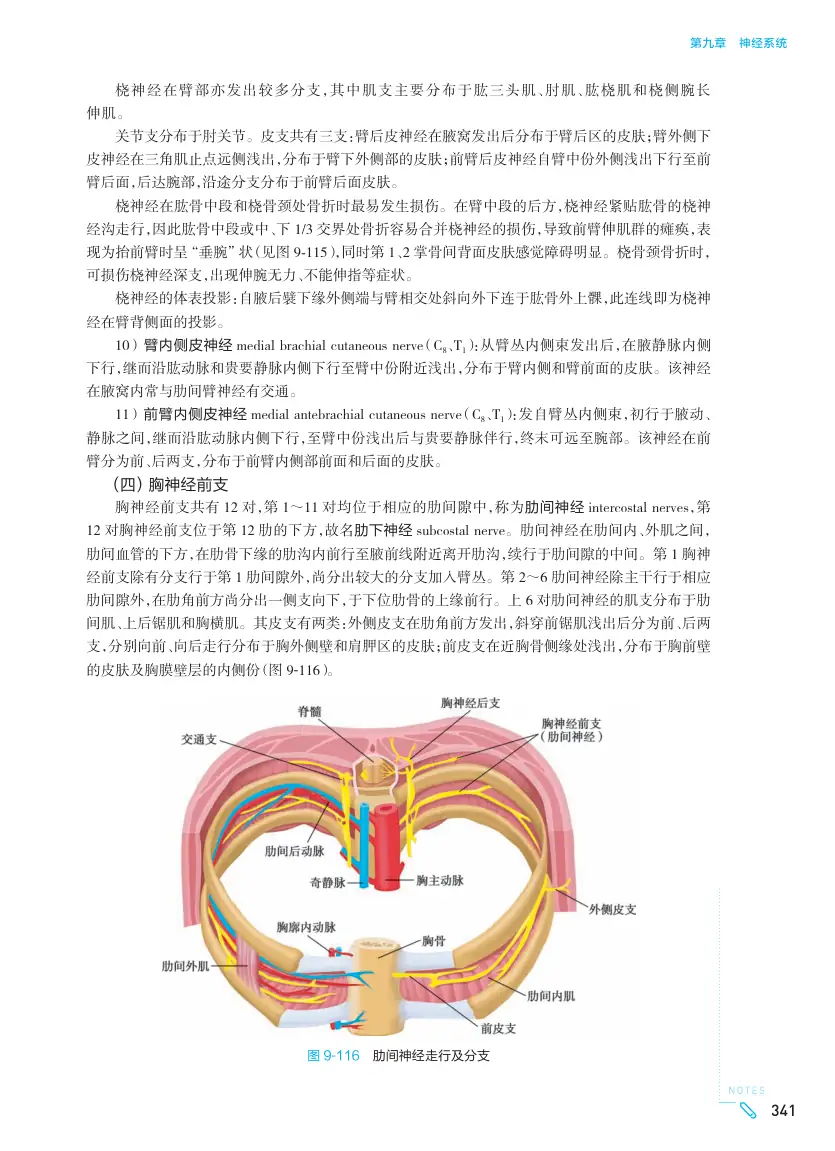 第九章 神经系统
桡神经在臂部亦发出较多分支，其中肌支主要分布于肱三头肌、肘肌、肱桡肌和桡侧腕长
伸肌。
关节支分布于肘关节。皮支共有三支：臂后皮神经在腋窝发出后分布于臂后区的皮肤；臂外侧下
皮神经在三角肌止点远侧浅出，分布于臂下外侧部的皮肤；前臂后皮神经自臂中份外侧浅出下行至前
臂后面，后达腕部，沿途分支分布于前臂后面皮肤。
桡神经在肱骨中段和桡骨颈处骨折时最易发生损伤。在臂中段的后方，桡神经紧贴肱骨的桡神
经沟走行，因此肱骨中段或中、下 1/3 交界处骨折容易合并桡神经的损伤，导致前臂伸肌群的瘫痪，表
现为抬前臂时呈“垂腕”状（见图 9-115），同时第 1、2 掌骨间背面皮肤感觉障碍明显。桡骨颈骨折时，
可损伤桡神经深支，出现伸腕无力、不能伸指等症状。
桡神经的体表投影：自腋后襞下缘外侧端与臂相交处斜向外下连于肱骨外上髁，此连线即为桡神
经在臂背侧面的投影。
10）臂内侧皮神经 medial brachial cutaneous nerve（C₈、T₁）：从臂丛内侧束发出后，在腋静脉内侧
下行，继而沿肱动脉和贵要静脉内侧下行至臂中份附近浅出，分布于臂内侧和臂前面的皮肤。该神经
在腋窝内常与肋间臂神经有交通。
11）前臂内侧皮神经 medial antebrachial cutaneous nerve（C₈、T₁）：发自臂丛内侧束，初行于腋动、
静脉之间，继而沿肱动脉内侧下行，至臂中份浅出后与贵要静脉伴行，终末可远至腕部。该神经在前
臂分为前、后两支，分布于前臂内侧部前面和后面的皮肤。
（四）胸神经前支
胸神经前支共有 12 对，第 1～11 对均位于相应的肋间隙中，称为肋间神经 intercostal nerves，第
12 对胸神经前支位于第 12 肋的下方，故名肋下神经 subcostal nerve。肋间神经在肋间内、外肌之间，
肋间血管的下方，在肋骨下缘的肋沟内前行至腋前线附近离开肋沟，续行于肋间隙的中间。第 1 胸神
经前支除有分支行于第 1 肋间隙外，尚分出较大的分支加入臂丛。第 2～6 肋间神经除主干行于相应
肋间隙外，在肋角前方尚分出一侧支向下，于下位肋骨的上缘前行。上 6 对肋间神经的肌支分布于肋
间肌、上后锯肌和胸横肌。其皮支有两类：外侧皮支在肋角前方发出，斜穿前锯肌浅出后分为前、后两
支，分别向前、向后走行分布于胸外侧壁和肩胛区的皮肤；前皮支在近胸骨侧缘处浅出，分布于胸前壁
的皮肤及胸膜壁层的内侧份（图 9-116）。
胸神经后支
脊髓
胸神经前支
（肋间神经）
交通支
肋间后动脉
奇静脉
胸主动脉
外侧皮支
胸廓内动脉
胸骨
肋间外肌
肋间内肌
前皮支
图 9-116 肋间神经走行及分支
NOTES
341